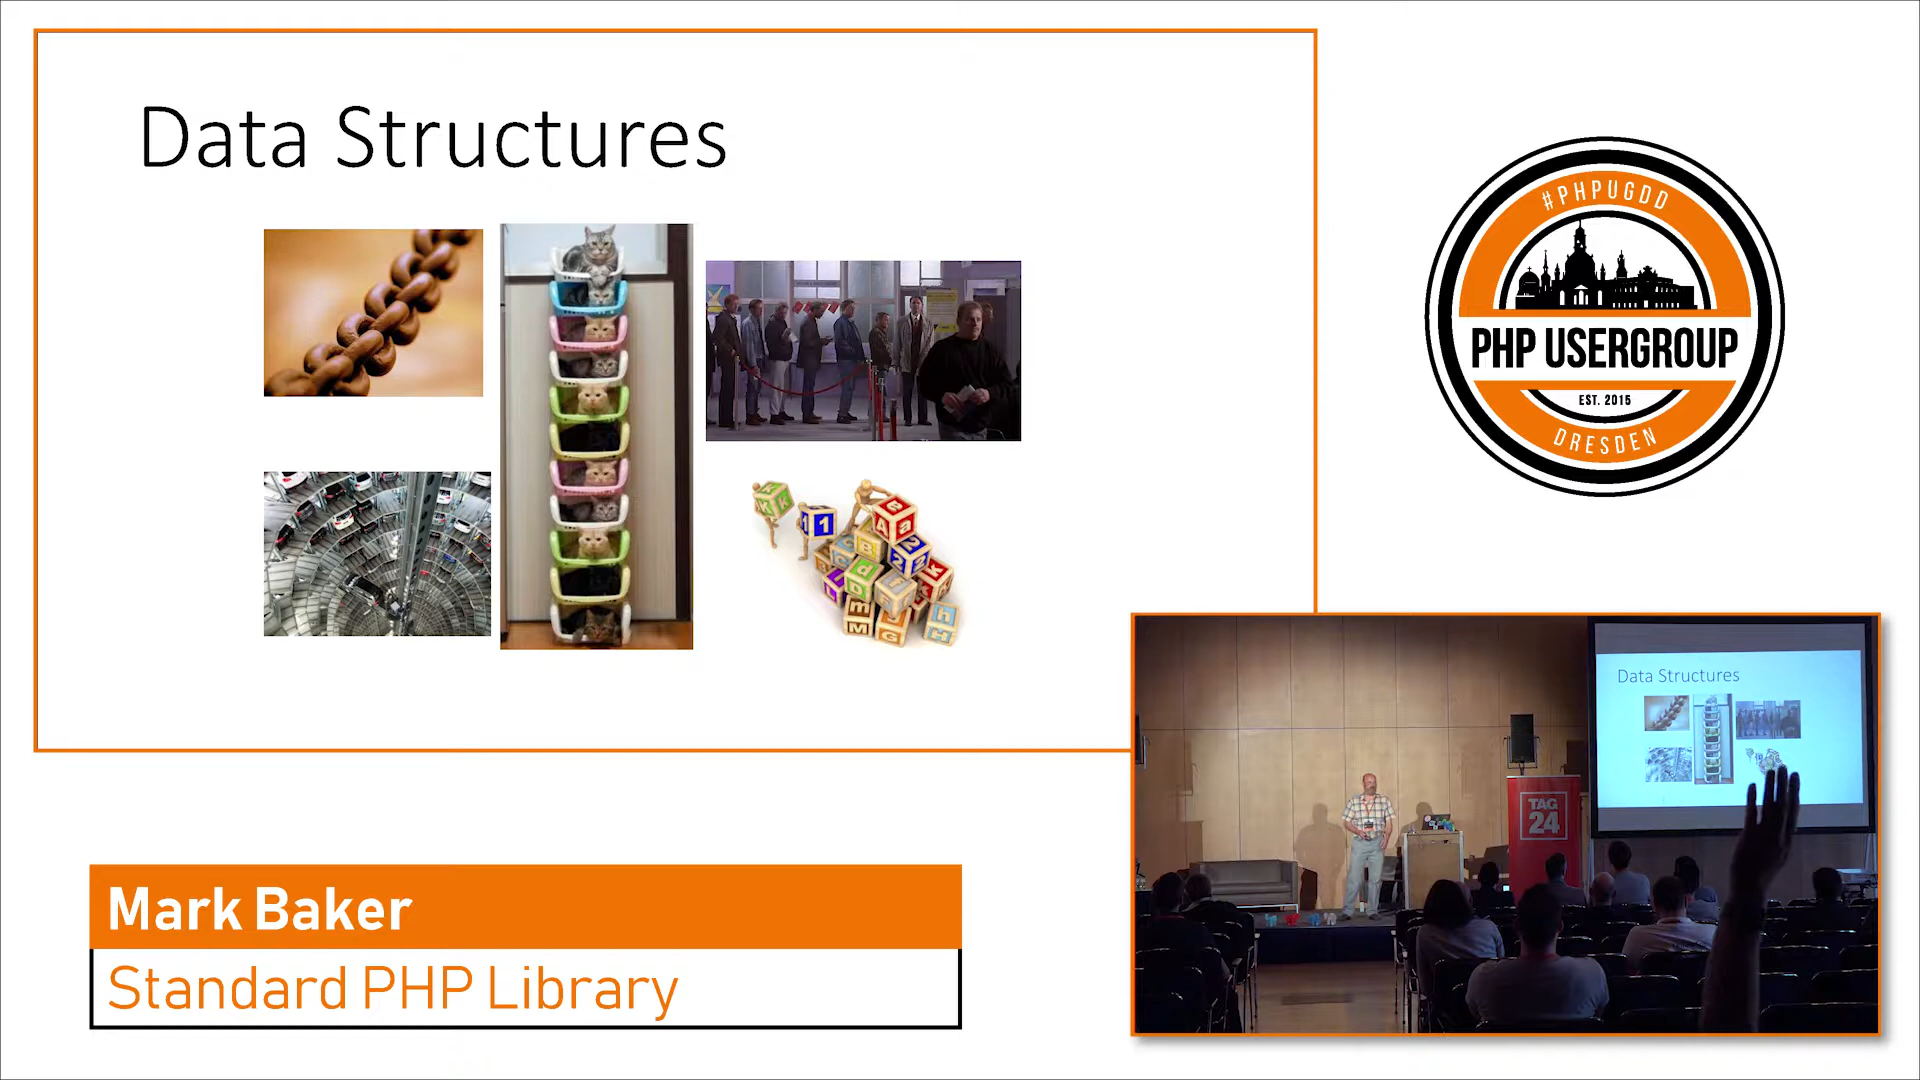 Data Structures
#PHPUGDD
PHP USERGROUP
EST. 2015
DRESDEN
Data Structures
TAG
24
Mark Baker
Standard PHP Library